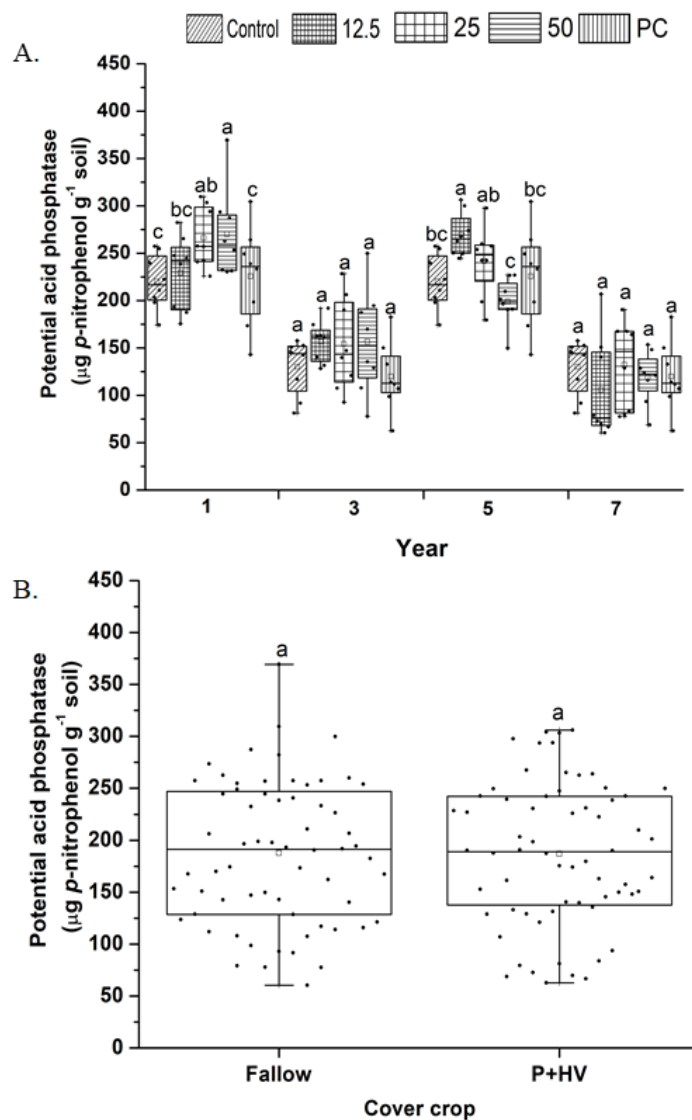 Control 12.5 25 50 PC
A.
Potential acid phosphatase
(µg p-nitrophenol g⁻¹ soil)
450
400
350
300
250
200
150
100
50
0
c bc ab a c
a a a a a
bc a ab c bc
a a a a a
1 3 5 7
Year
B.
Potential acid phosphatase
(µg p-nitrophenol g⁻¹ soil)
450
400
350
300
250
200
150
100
50
0
a a
Fallow P+HV
Cover crop